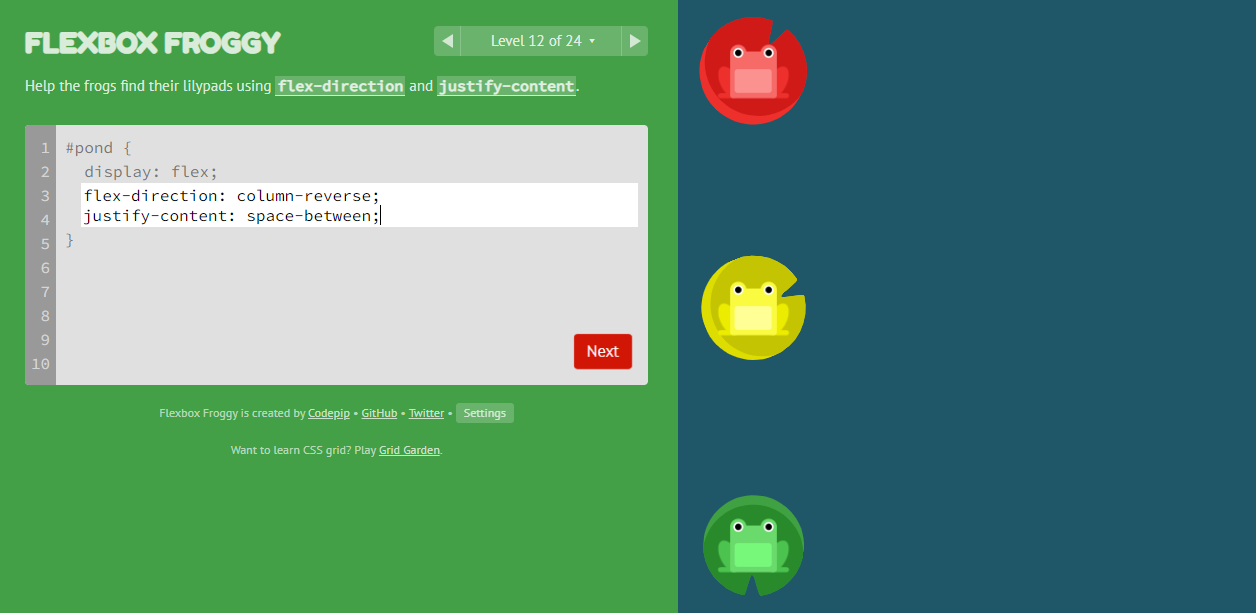 FLEXBOX FROGGY
◀ Level 12 of 24 ▾ ▶
Help the frogs find their lilypads using flex-direction and justify-content.
1 #pond {
2 display: flex;
3 flex-direction: column-reverse;
4 justify-content: space-between;
5 }
6
7
8
9
10
Next
Flexbox Froggy is created by Codepip • GitHub • Twitter • Settings
Want to learn CSS grid? Play Grid Garden.